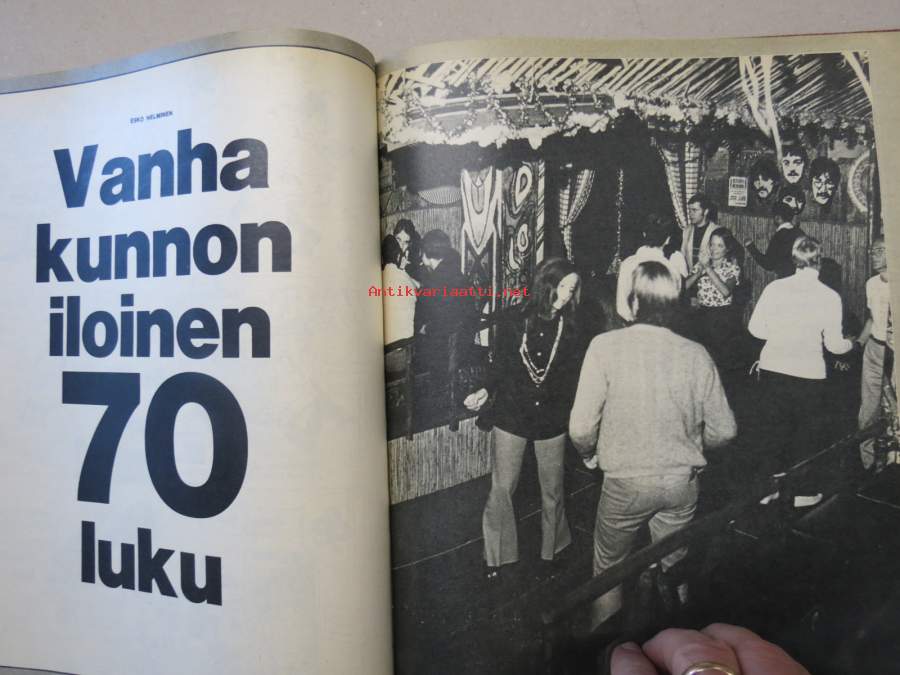 ESKO HELMINEN
Vanha
kunnon
iloinen
70
luku
Antikvariaatti.net